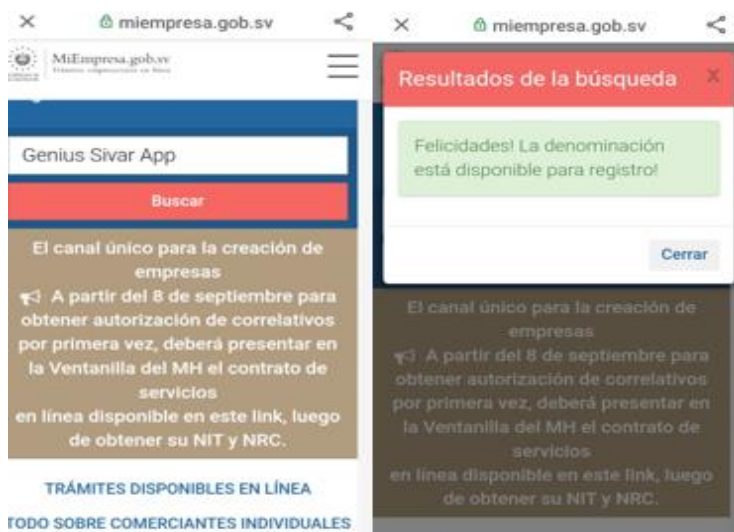 miempresa.gob.sv
MiEmpresa.gob.sv
Trámites empresariales en línea
Genius Sivar App
Buscar
El canal único para la creación de
empresas
A partir del 8 de septiembre para
obtener autorización de correlativos
por primera vez, deberá presentar en
la Ventanilla del MH el contrato de
servicios
en línea disponible en este link, luego
de obtener su NIT y NRC.
TRÁMITES DISPONIBLES EN LÍNEA
TODO SOBRE COMERCIANTES INDIVIDUALES
miempresa.gob.sv
Resultados de la búsqueda X
Felicidades! La denominación
está disponible para registro!
Cerrar
El canal único para la creación de
empresas
A partir del 8 de septiembre para
obtener autorización de correlativos
por primera vez, deberá presentar en
la Ventanilla del MH el contrato de
servicios
en línea disponible en este link, luego
de obtener su NIT y NRC.